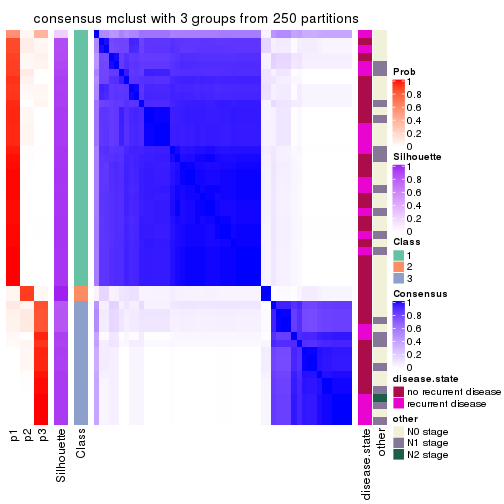 consensus mclust with 3 groups from 250 partitions
Prob
1
0.8
0.6
0.4
0.2
0
Silhouette
1
0.8
0.6
0.4
0.2
0
Class
1
2
3
Consensus
1
0.8
0.6
0.4
0.2
0
disease.state
no recurrent disease
recurrent disease
other
N0 stage
N1 stage
N2 stage
p1
p2
p3
Silhouette
Class
disease.state
other